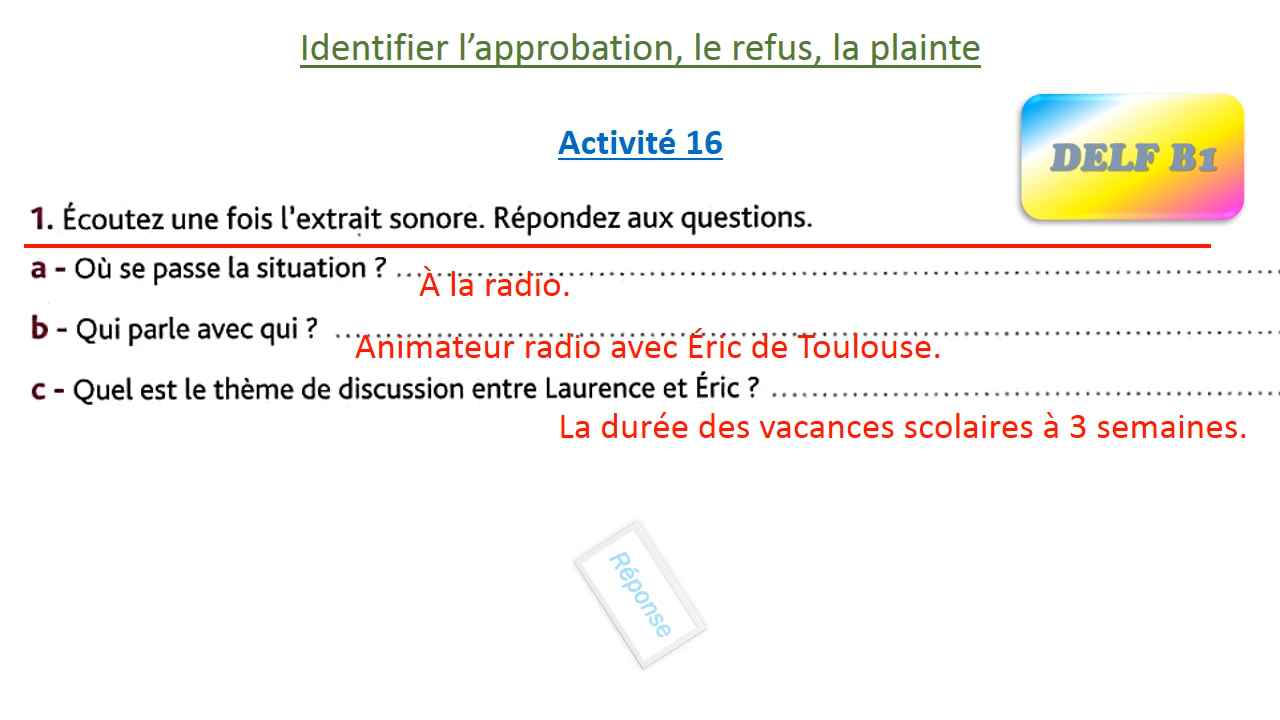 Identifier l'approbation, le refus, la plainte
Activité 16
DELF B1
1. Écoutez une fois l'extrait sonore. Répondez aux questions.
a - Où se passe la situation ? ................................................
À la radio.
b - Qui parle avec qui ? ................................................
Animateur radio avec Éric de Toulouse.
c - Quel est le thème de discussion entre Laurence et Éric ? ................................
La durée des vacances scolaires à 3 semaines.
Réponse